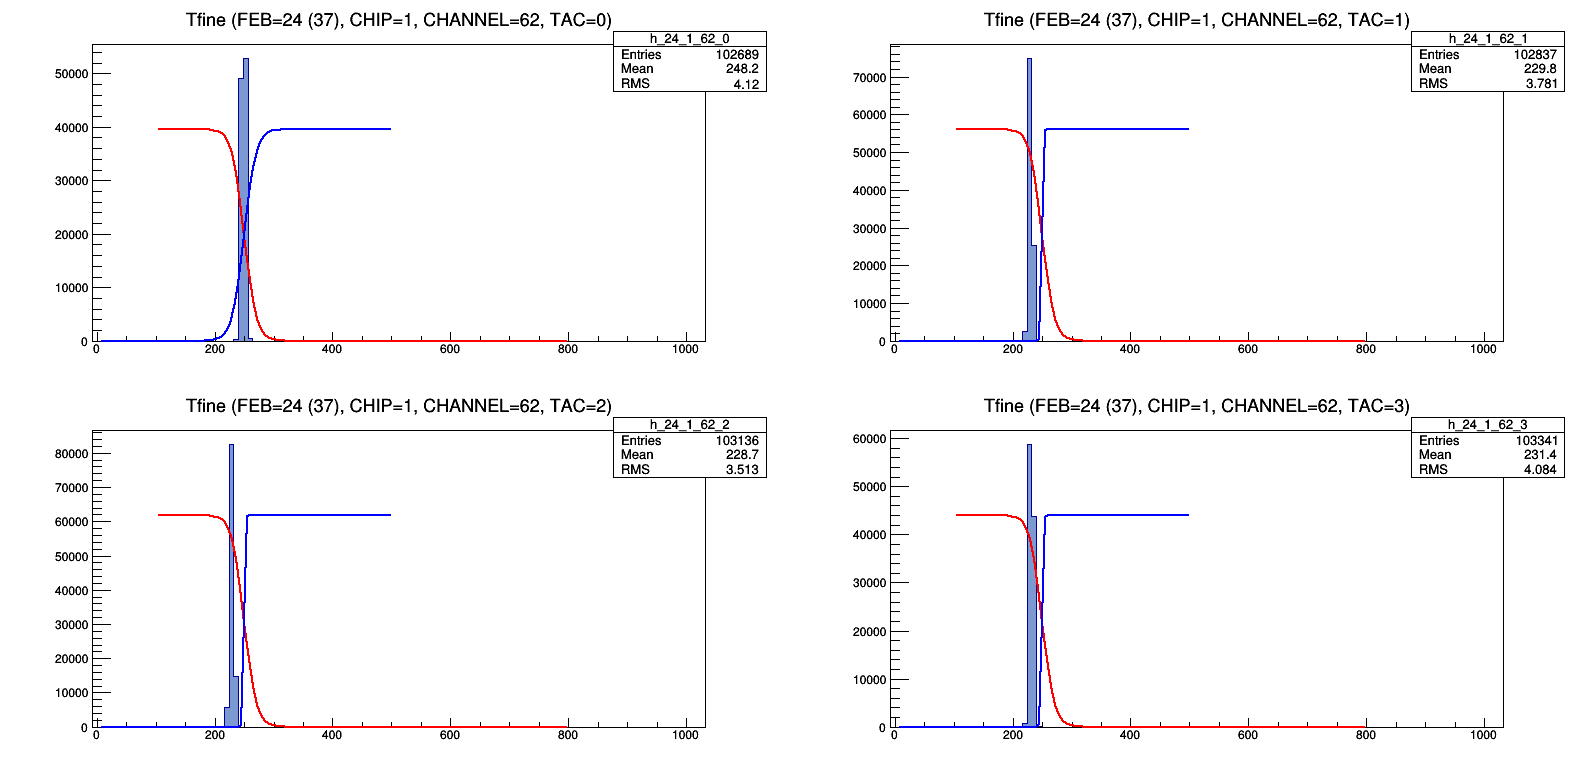 Tfine (FEB=24 (37), CHIP=1, CHANNEL=62, TAC=0)
h_24_1_62_0
Entries 102689
Mean 248.2
RMS 4.12
50000
40000
30000
20000
10000
0
0 200 400 600 800 1000
Tfine (FEB=24 (37), CHIP=1, CHANNEL=62, TAC=1)
h_24_1_62_1
Entries 102837
Mean 229.8
RMS 3.781
70000
60000
50000
40000
30000
20000
10000
0
0 200 400 600 800 1000
Tfine (FEB=24 (37), CHIP=1, CHANNEL=62, TAC=2)
h_24_1_62_2
Entries 103136
Mean 228.7
RMS 3.513
80000
70000
60000
50000
40000
30000
20000
10000
0
0 200 400 600 800 1000
Tfine (FEB=24 (37), CHIP=1, CHANNEL=62, TAC=3)
h_24_1_62_3
Entries 103341
Mean 231.4
RMS 4.084
60000
50000
40000
30000
20000
10000
0
0 200 400 600 800 1000